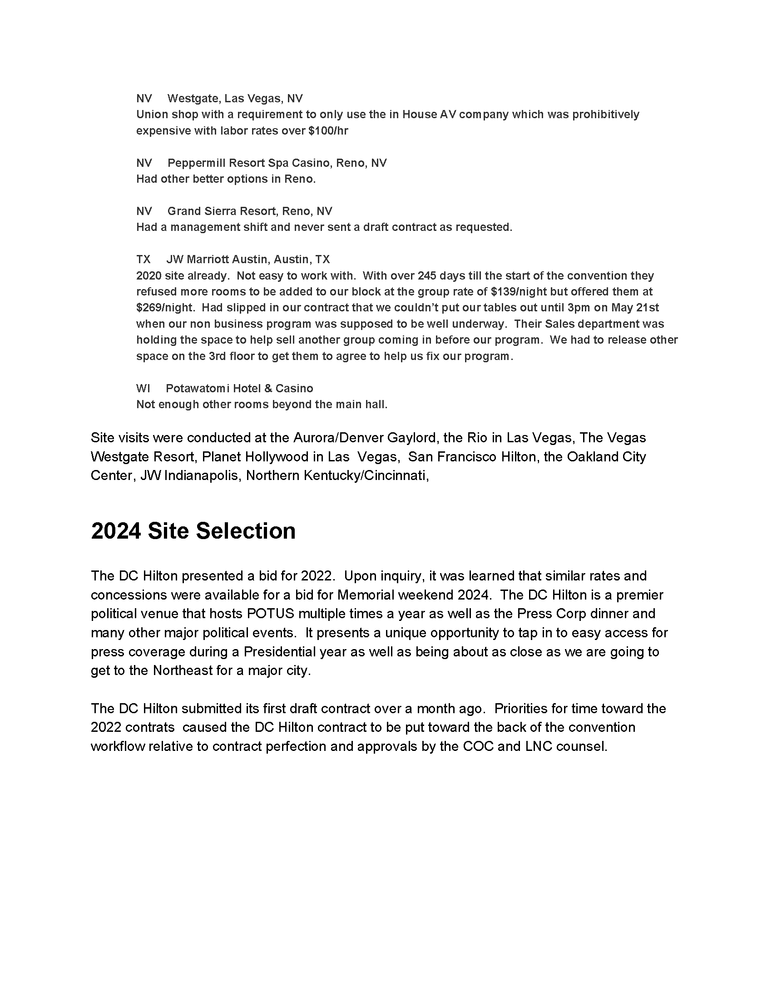 NV     Westgate, Las Vegas, NV
Union shop with a requirement to only use the in House AV company which was prohibitively
expensive with labor rates over $100/hr
NV     Peppermill Resort Spa Casino, Reno, NV
Had other better options in Reno.
NV     Grand Sierra Resort, Reno, NV
Had a management shift and never sent a draft contract as requested.
TX     JW Marriott Austin, Austin, TX
2020 site already.  Not easy to work with.  With over 245 days till the start of the convention they
refused more rooms to be added to our block at the group rate of $139/night but offered them at
$269/night.  Had slipped in our contract that we couldn’t put our tables out until 3pm on May 21st
when our non business program was supposed to be well underway.  Their Sales department was
holding the space to help sell another group coming in before our program.  We had to release other
space on the 3rd floor to get them to agree to help us fix our program.
WI     Potawatomi Hotel & Casino
Not enough other rooms beyond the main hall.
Site visits were conducted at the Aurora/Denver Gaylord, the Rio in Las Vegas, The Vegas
Westgate Resort, Planet Hollywood in Las  Vegas,  San Francisco Hilton, the Oakland City
Center, JW Indianapolis, Northern Kentucky/Cincinnati,
2024 Site Selection
The DC Hilton presented a bid for 2022.  Upon inquiry, it was learned that similar rates and
concessions were available for a bid for Memorial weekend 2024.  The DC Hilton is a premier
political venue that hosts POTUS multiple times a year as well as the Press Corp dinner and
many other major political events.  It presents a unique opportunity to tap in to easy access for
press coverage during a Presidential year as well as being about as close as we are going to
get to the Northeast for a major city.
The DC Hilton submitted its first draft contract over a month ago.  Priorities for time toward the
2022 contrats  caused the DC Hilton contract to be put toward the back of the convention
workflow relative to contract perfection and approvals by the COC and LNC counsel.